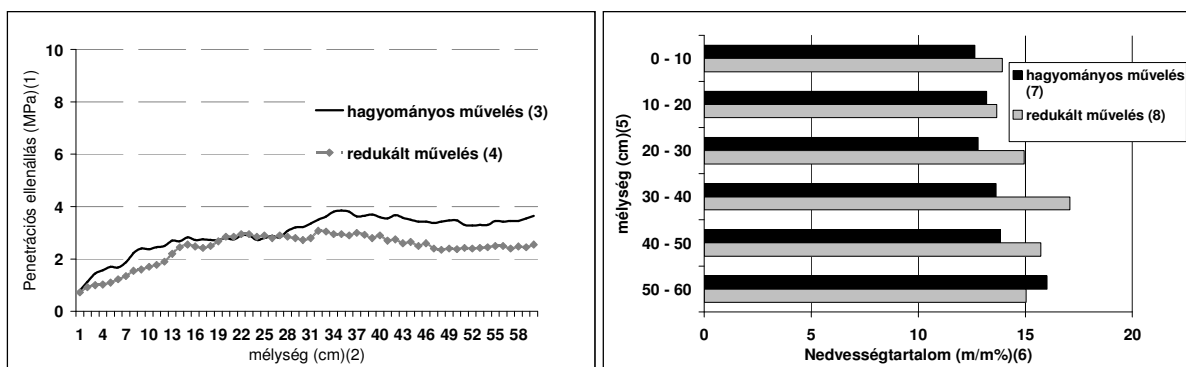 10
8
6
4
2
0
Penetrációs ellenállás (MPa)(1)
hagyományos művelés (3)
redukált művelés (4)
1 4 7 10 13 16 19 22 25 28 31 34 37 40 43 46 49 52 55 58
mélység (cm)(2)
mélység (cm)(5)
0 - 10
10 - 20
20 - 30
30 - 40
40 - 50
50 - 60
hagyományos művelés
(7)
redukált művelés (8)
0 5 10 15 20
Nedvességtartalom (m/m%)(6)